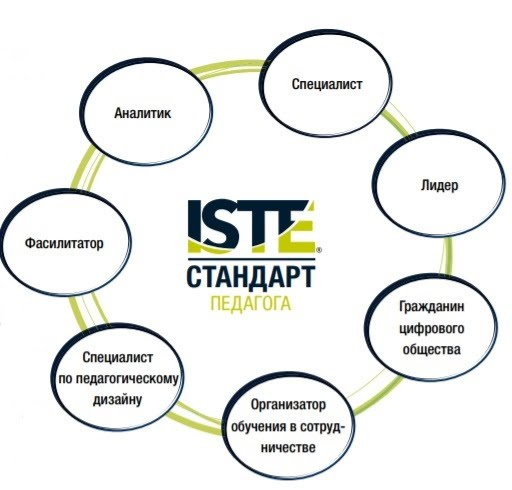 Специалист
Аналитик
Лидер
Фасилитатор
ISTE®
СТАНДАРТ
ПЕДАГОГА
Гражданин
цифрового
общества
Специалист
по педагогическому
дизайну
Организатор
обучения в сотруд-
ничестве